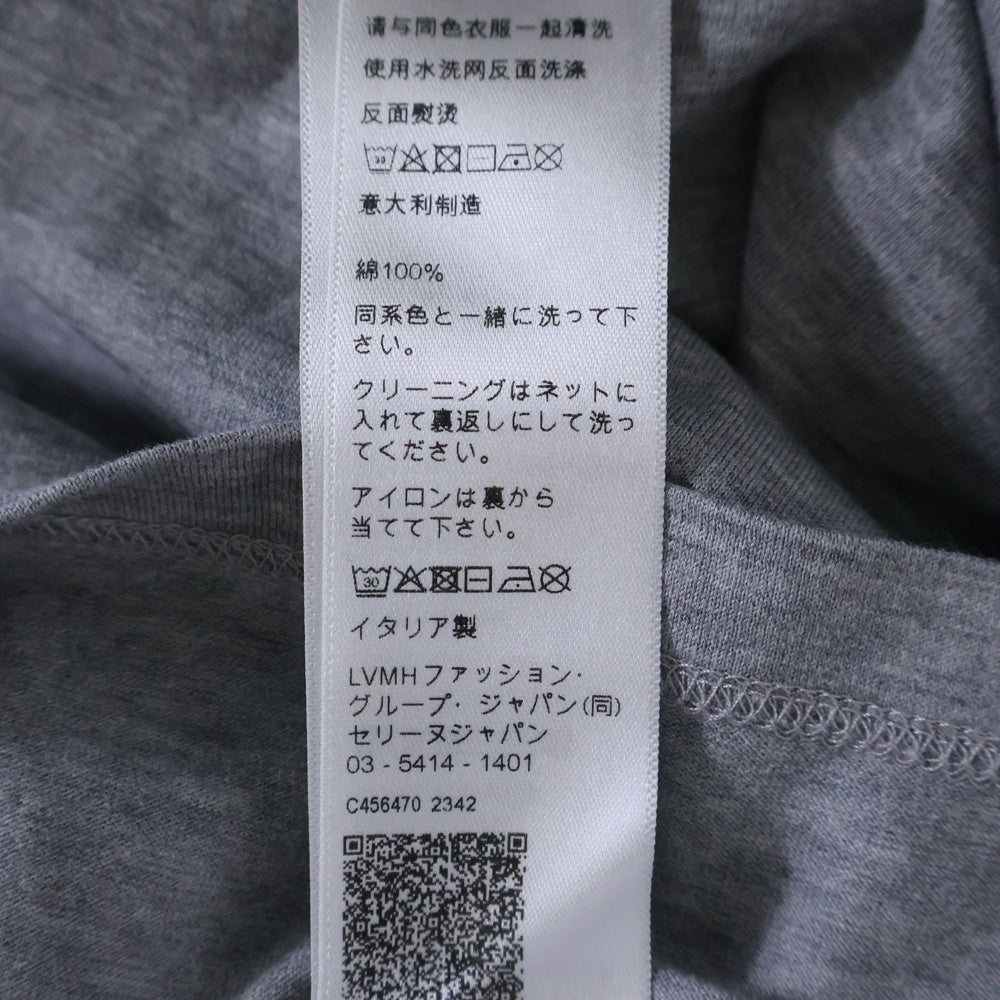 请与同色衣服一起清洗
使用水洗网反面洗涤
反面熨烫
30
意大利制造
綿100%
同系色と一緒に洗って下
さい。
クリーニングはネットに
入れて裏返しにして洗っ
てください。
アイロンは裏から
当てて下さい。
30
イタリア製
LVMHファッション·
グループ· ジャパン(同)
セリーヌジャパン
03 - 5414 - 1401
C456470 2342